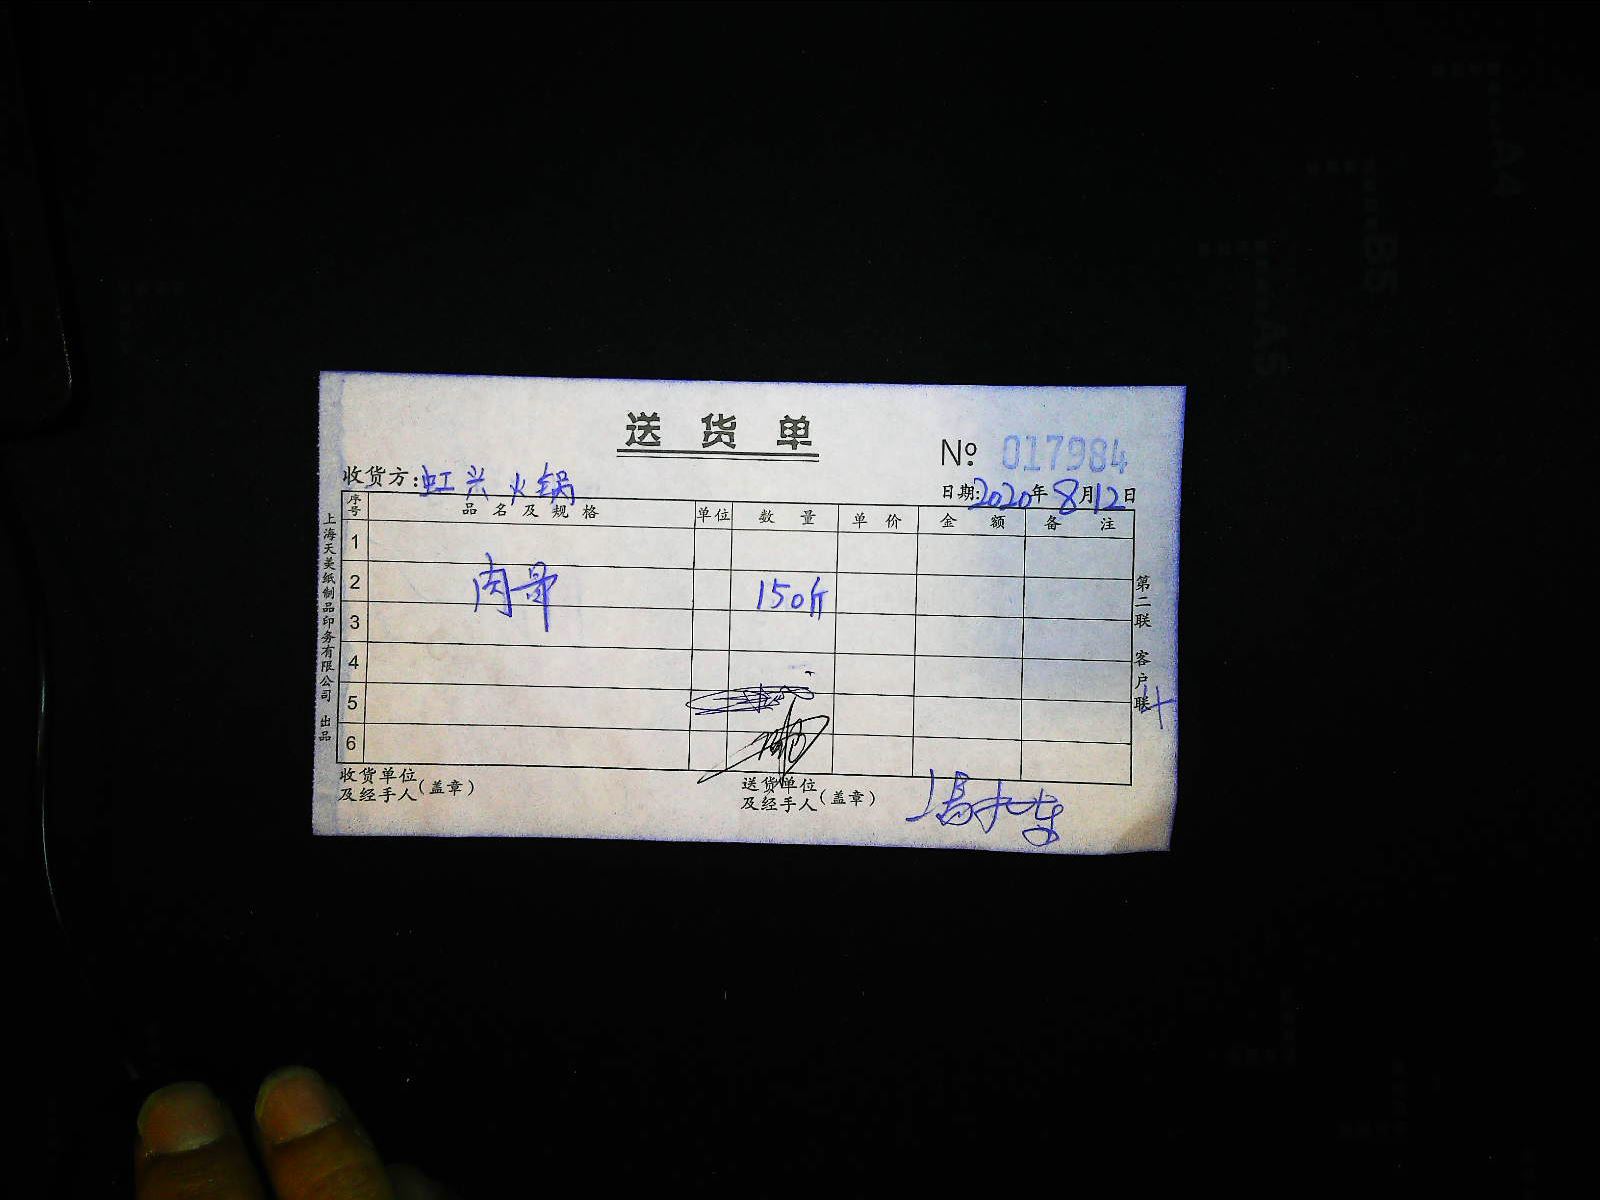 送 货 单
№ 017984
收货方:虹兴火锅
日期:2020年8月12日
序号 品名及规格 单位 数量 单价 金额 备注
1
2 肉 150斤
3
4
5
6
收货单位及经手人(盖章)
送货单位及经手人(盖章)
上海天美纸制品印务有限公司 出品
第二联 客户联
A4
B5
A5